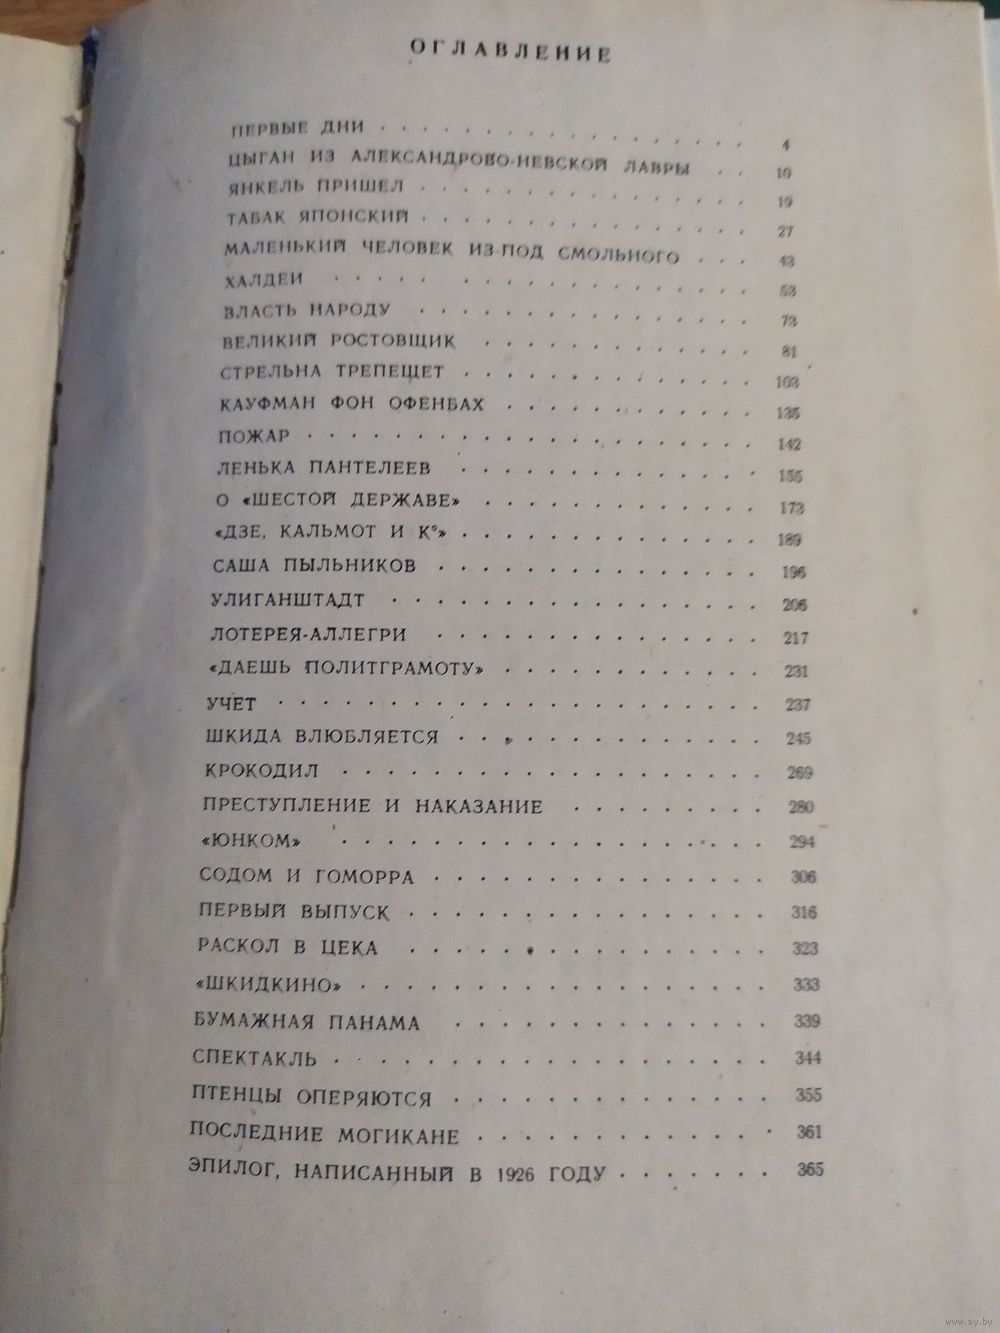 ОГЛАВЛЕНИЕ
ПЕРВЫЕ ДНИ . . . . . . . . . . . . . . . . . 4
ЦЫГАН ИЗ АЛЕКСАНДРОВО-НЕВСКОЙ ЛАВРЫ . . 10
ЯНКЕЛЬ ПРИШЕЛ . . . . . . . . . . . . . . . 19
ТАБАК ЯПОНСКИЙ . . . . . . . . . . . . . . . 27
МАЛЕНЬКИЙ ЧЕЛОВЕК ИЗ-ПОД СМОЛЬНОГО . . . 43
ХАЛДЕИ . . . . . . . . . . . . . . . . . . 53
ВЛАСТЬ НАРОДУ . . . . . . . . . . . . . . . 73
ВЕЛИКИЙ РОСТОВЩИК . . . . . . . . . . . . . 81
СТРЕЛЬНА ТРЕПЕЩЕТ . . . . . . . . . . . . . 103
КАУФМАН ФОН ОФЕНБАХ . . . . . . . . . . . 135
ПОЖАР . . . . . . . . . . . . . . . . . . . . 142
ЛЕНЬКА ПАНТЕЛЕЕВ . . . . . . . . . . . . .
О «ШЕСТОЙ ДЕРЖАВЕ» . . . . . . . . . . . . 173
«ДЗЕ, КАЛЬМОТ И К°» . . . . . . . . . . . . . 189
САША ПЫЛЬНИКОВ . . . . . . . . . . . . . . 196
УЛИГАНШТАДТ . . . . . . . . . . . . . . . . 206
ЛОТЕРЕЯ-АЛЛЕГРИ . . . . . . . . . . . . . . 217
«ДАЕШЬ ПОЛИТГРАМОТУ» . . . . . . . . . . . 231
УЧЕТ . . . . . . . . . . . . . . . . . . . . . 237
ШКИДА ВЛЮБЛЯЕТСЯ . . . . . . . . . . . . . 245
КРОКОДИЛ . . . . . . . . . . . . . . . . . . 269
ПРЕСТУПЛЕНИЕ И НАКАЗАНИЕ . . . . . . . . 280
«ЮНКОМ» . . . . . . . . . . . . . . . . . . 294
СОДОМ И ГОМОРРА . . . . . . . . . . . . . . 306
ПЕРВЫЙ ВЫПУСК . . . . . . . . . . . . . . . 316
РАСКОЛ В ЦЕКА . . . . . . . . . . . . . . . 323
«ШКИДКИНО» . . . . . . . . . . . . . . . . . 333
БУМАЖНАЯ ПАНАМА . . . . . . . . . . . . . 339
СПЕКТАКЛЬ . . . . . . . . . . . . . . . . . . 344
ПТЕНЦЫ ОПЕРЯЮТСЯ . . . . . . . . . . . . . 355
ПОСЛЕДНИЕ МОГИКАНЕ . . . . . . . . . . . . 361
ЭПИЛОГ, НАПИСАННЫЙ В 1926 ГОДУ . . . . . . . 365
www.ay.by